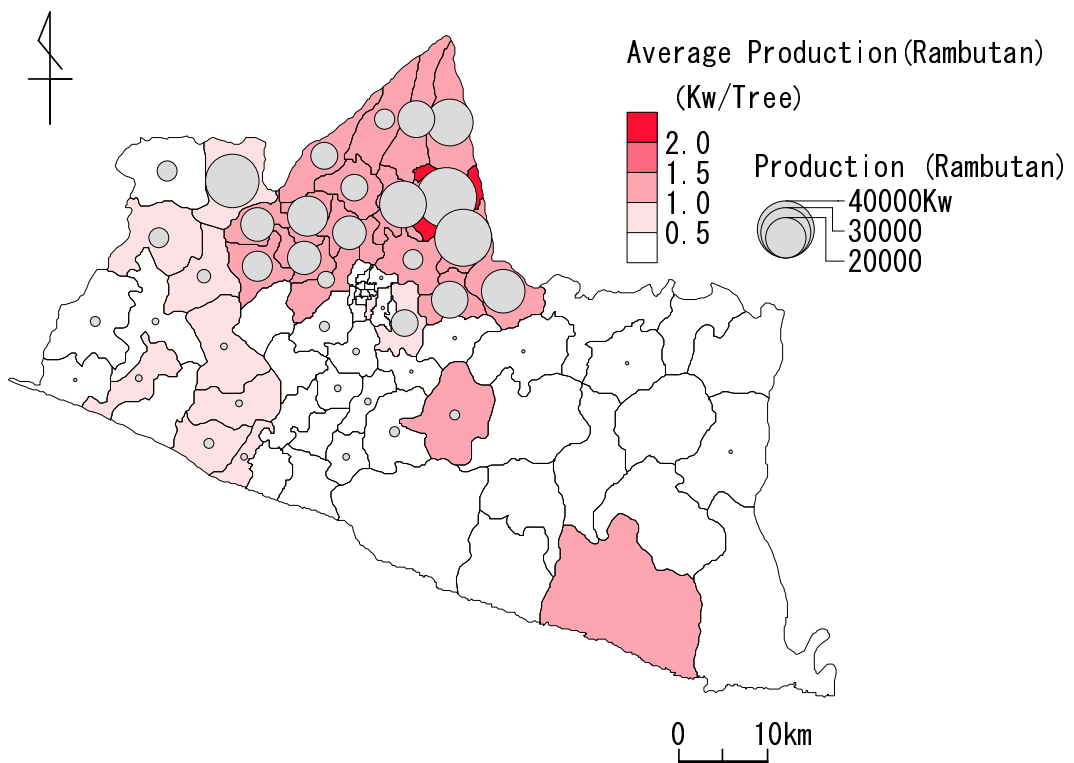 Average Production(Rambutan)
(Kw/Tree)
2.0
1.5
1.0
0.5
Production (Rambutan)
40000Kw
30000
20000
0 10km